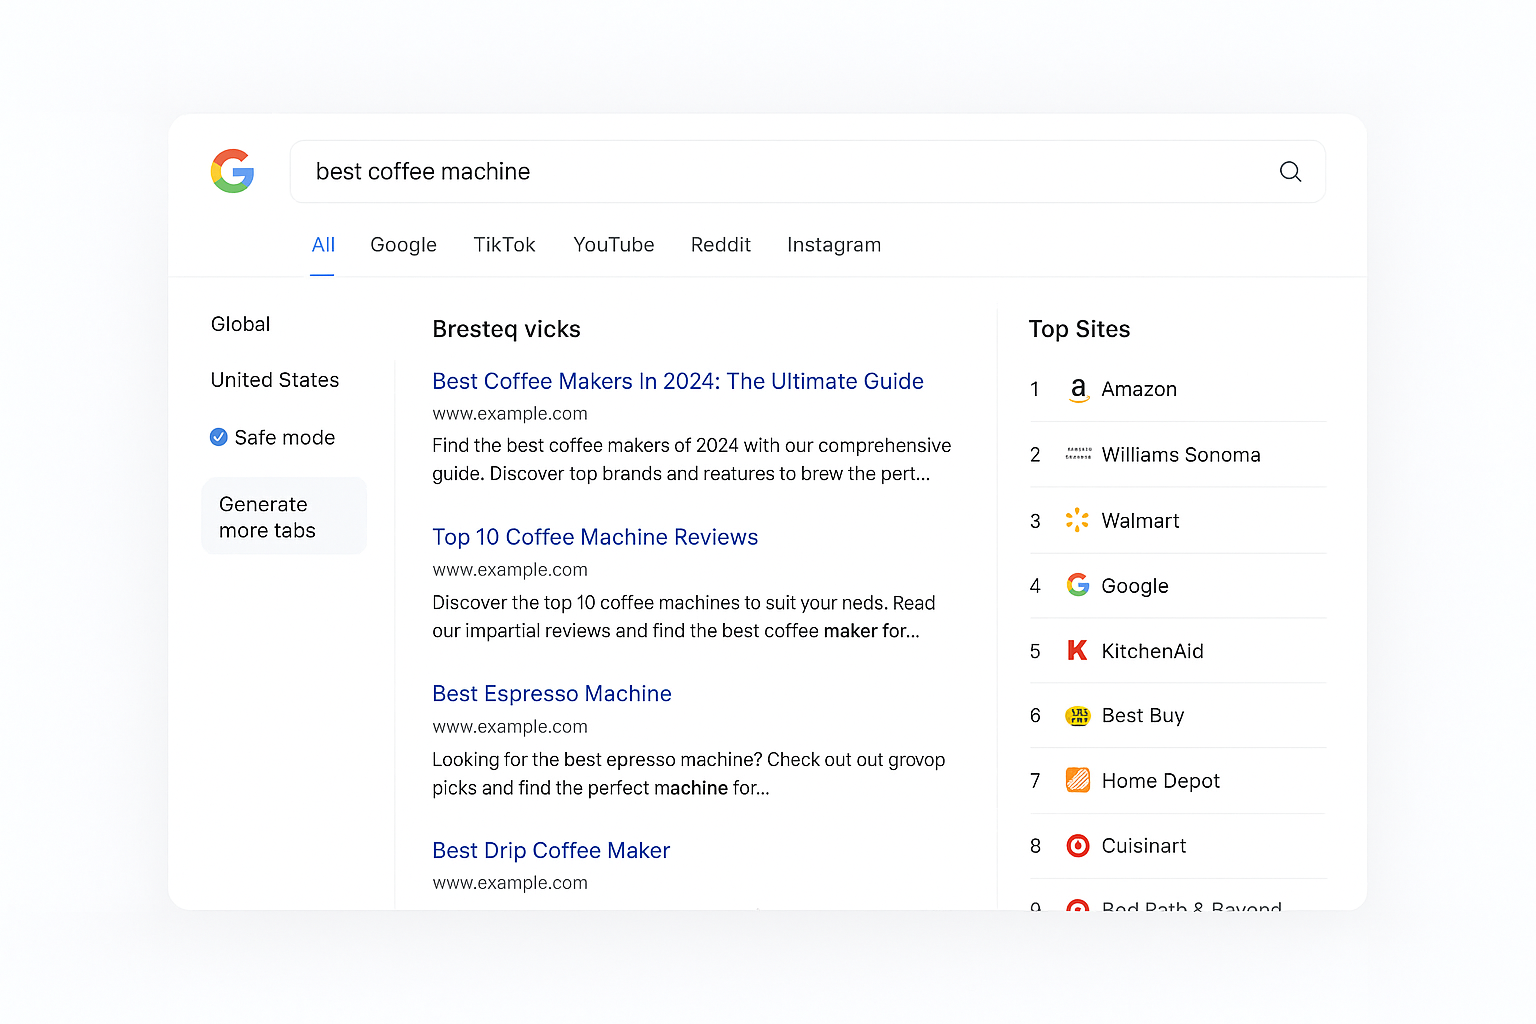 best coffee machine
All Google TikTok YouTube Reddit Instagram
Global
United States
Safe mode
Generate
more tabs
Bresteq vicks
Best Coffee Makers In 2024: The Ultimate Guide
www.example.com
Find the best coffee makers of 2024 with our comprehensive
guide. Discover top brands and reatures to brew the pert...
Top 10 Coffee Machine Reviews
www.example.com
Discover the top 10 coffee machines to suit your neds. Read
our impartial reviews and find the best coffee maker for...
Best Espresso Machine
www.example.com
Looking for the best epresso machine? Check out out grovop
picks and find the perfect machine for...
Best Drip Coffee Maker
www.example.com
Top Sites
1 a Amazon
2 Williams Sonoma
3 Walmart
4 G Google
5 K KitchenAid
6 Best Buy
7 Home Depot
8 Cuisinart
9 Bed Path & Bayond